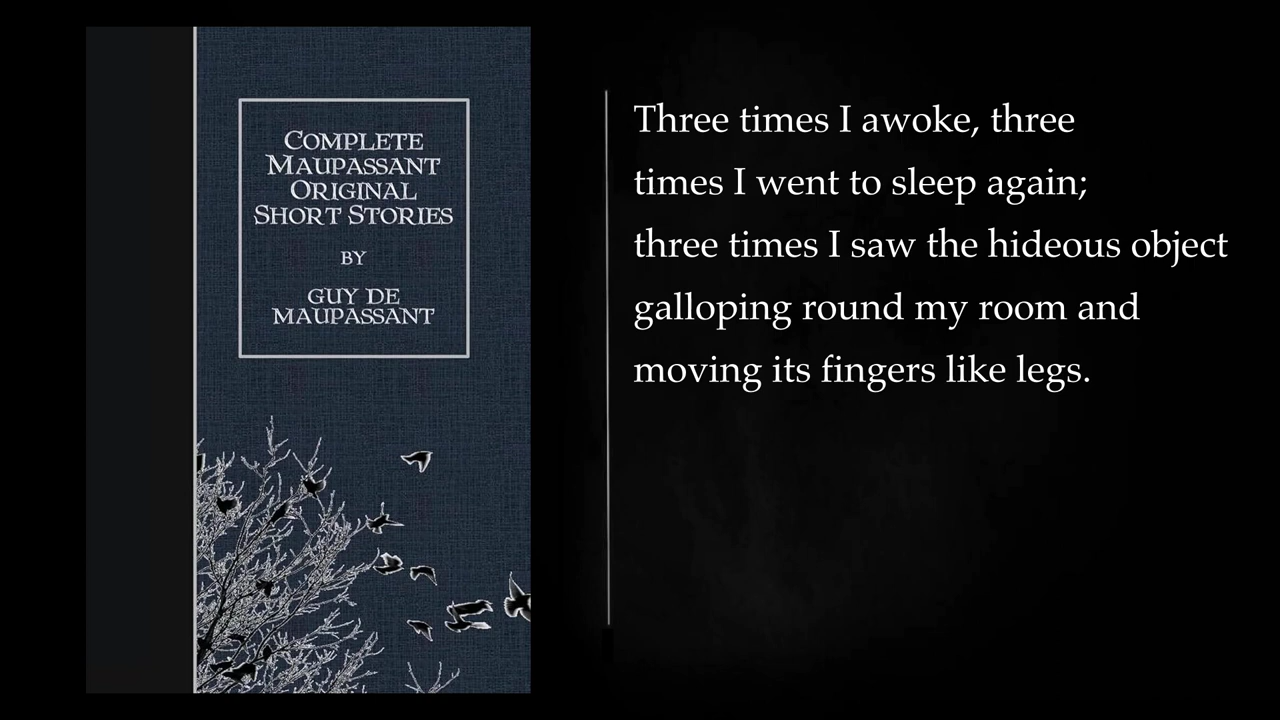 COMPLETE
MAUPASSANT
ORIGINAL
SHORT STORIES
BY
GUY DE
MAUPASSANT
Three times I awoke, three
times I went to sleep again;
three times I saw the hideous object
galloping round my room and
moving its fingers like legs.